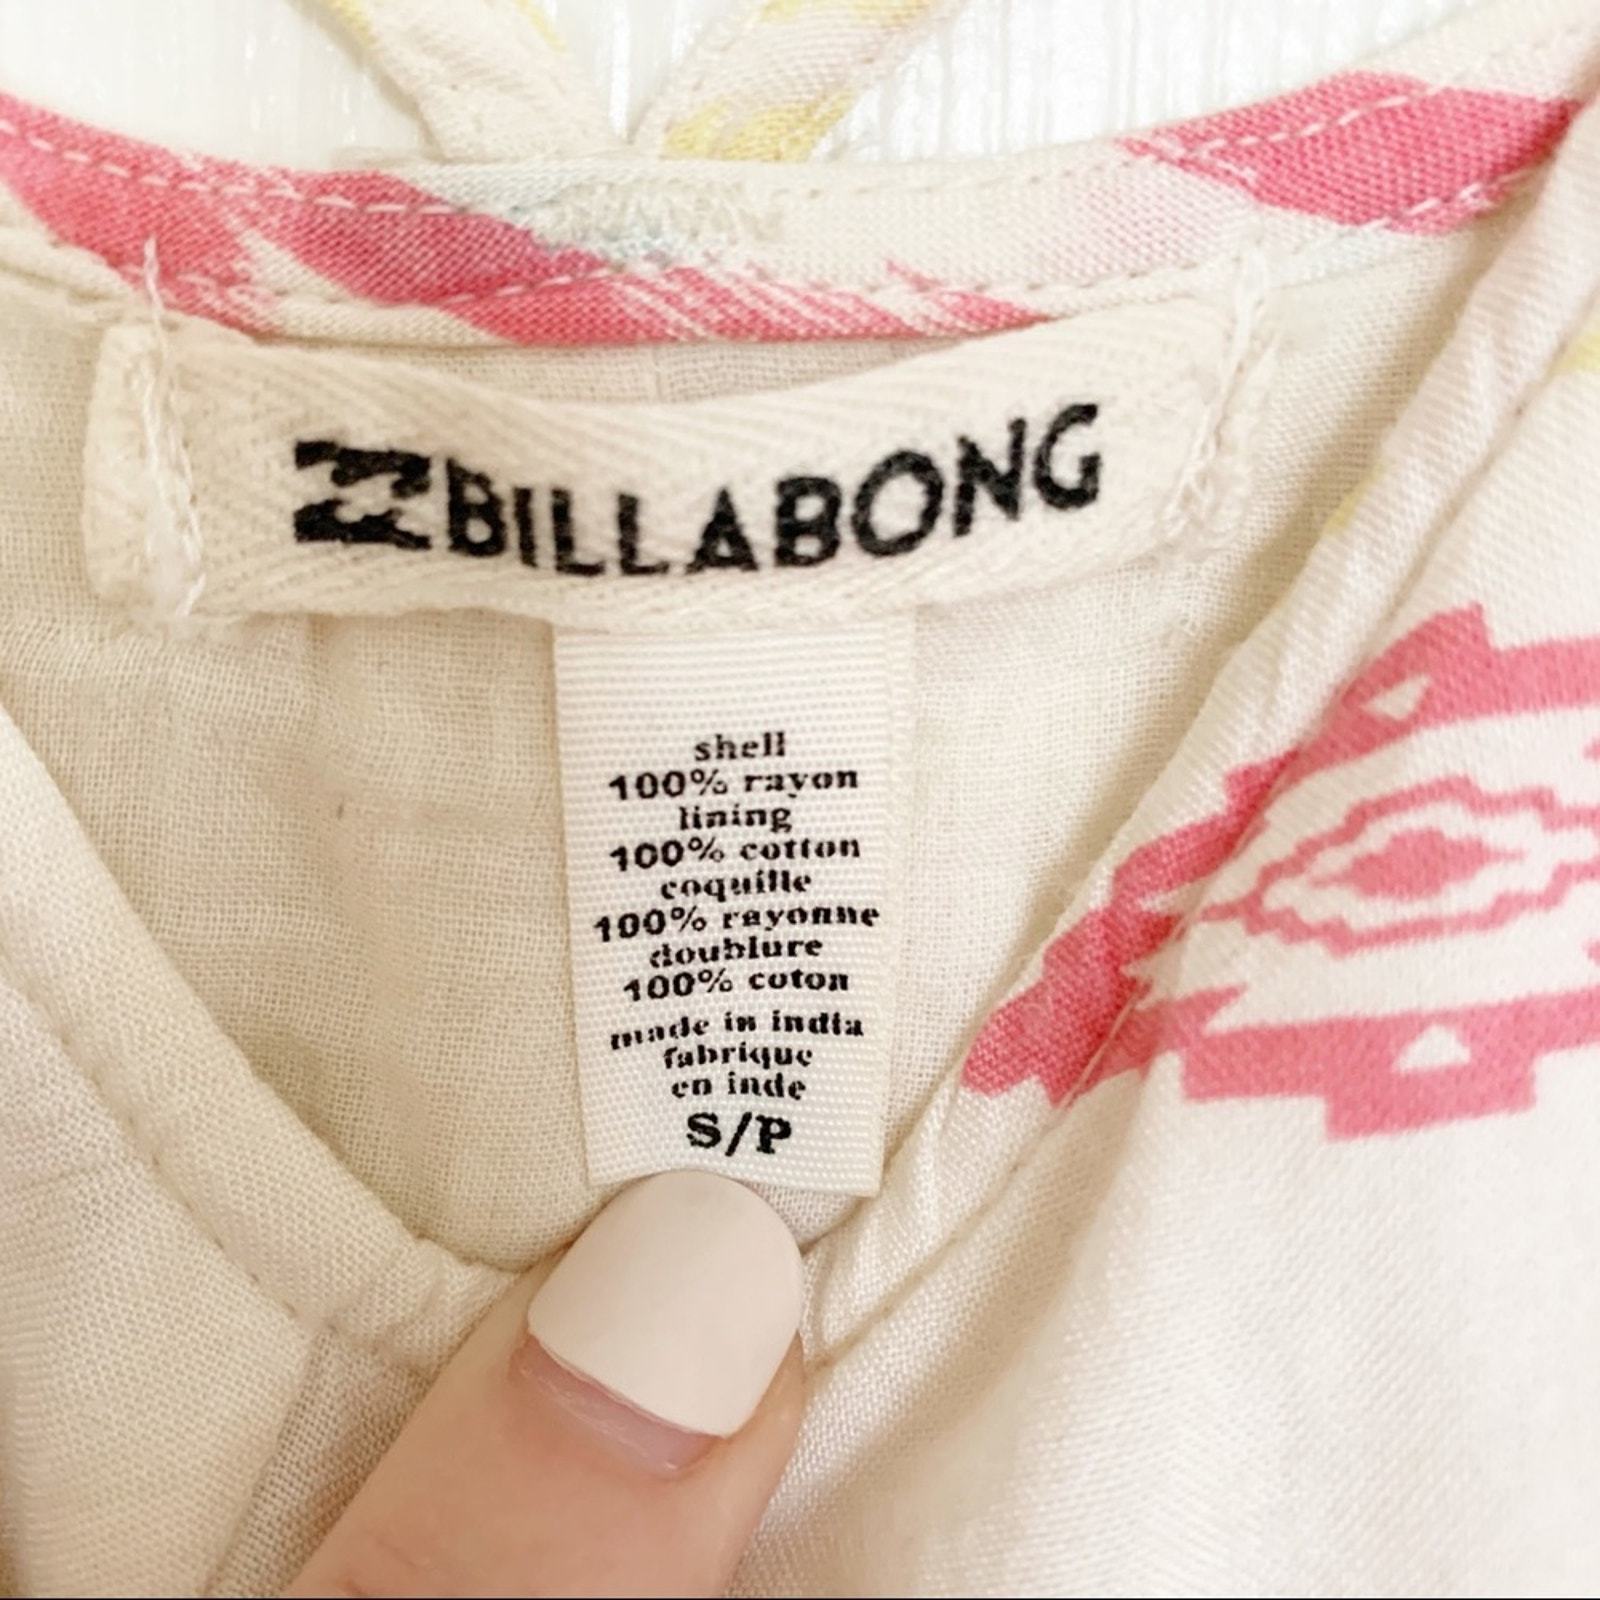 BILLABONG
shell
100% rayon
lining
100% cotton
coquille
100% rayonne
doublure
100% coton
made in india
fabrique
en inde
S/P